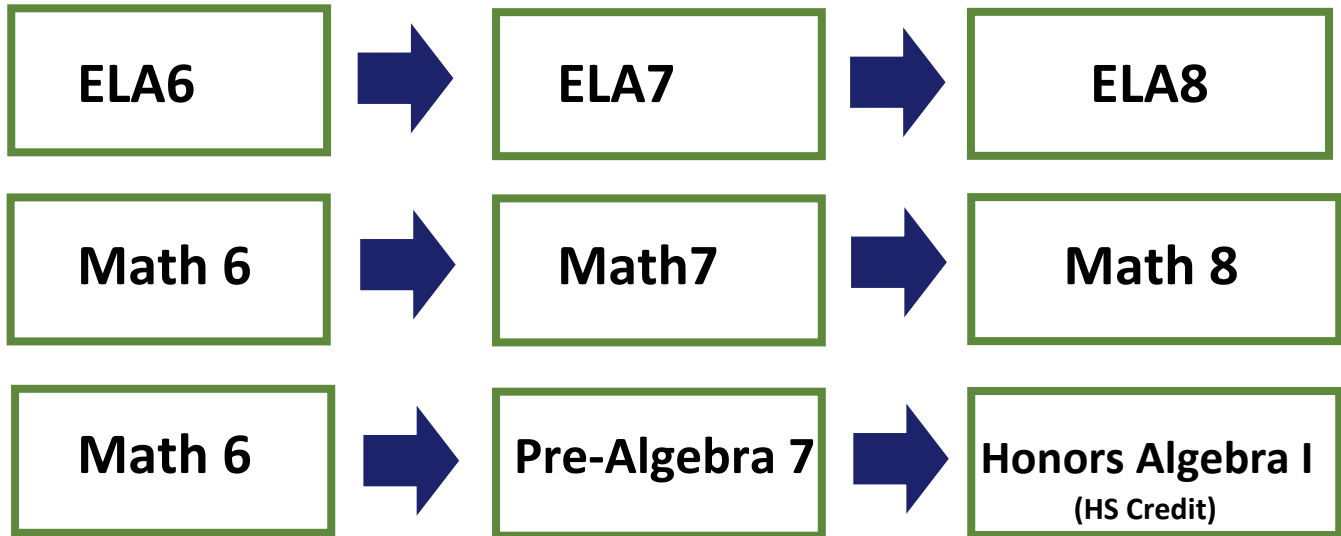 ELA6
ELA7
ELA8
Math 6
Math7
Math 8
Math 6
Pre-Algebra 7
Honors Algebra I
(HS Credit)